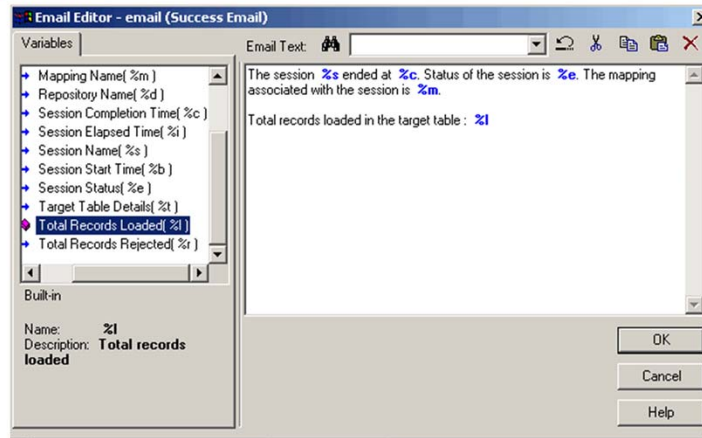 Email Editor - email (Success Email)
Variables
Mapping Name( %m )
Repository Name( %d )
Session Completion Time( %c )
Session Elapsed Time( %i )
Session Name( %s )
Session Start Time( %b )
Session Status( %e )
Target Table Details( %t )
Total Records Loaded( %l )
Total Records Rejected( %r )
Built-in
Name: %l
Description: Total records
loaded
Email Text:
The session %s ended at %c. Status of the session is %e. The mapping
associated with the session is %m.
Total records loaded in the target table : %l
OK
Cancel
Help